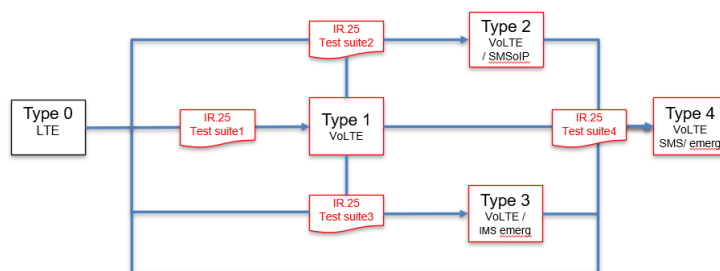 IR.25
Test suite2
Type 2
VoLTE
/ SMSoIP
Type 0
LTE
IR.25
Test suite1
Type 1
VoLTE
IR.25
Test suite4
Type 4
VoLTE
SMS/ emerg
IR.25
Test suite3
Type 3
VoLTE /
IMS emerg